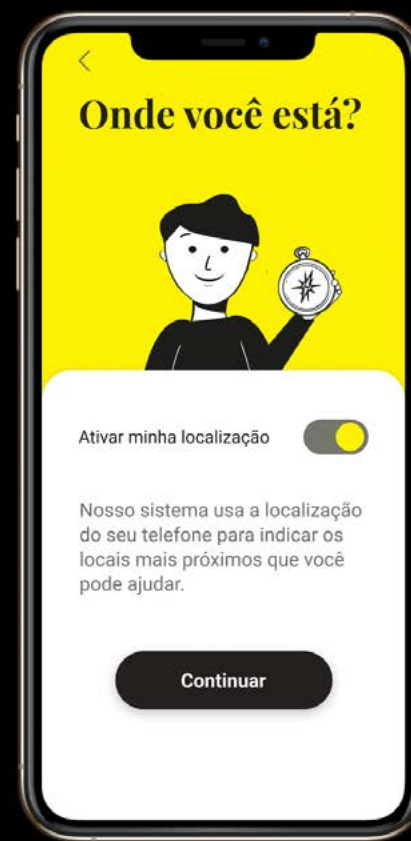 Onde você está?
Ativar minha localização
Nosso sistema usa a localização
do seu telefone para indicar os
locais mais próximos que você
pode ajudar.
Continuar